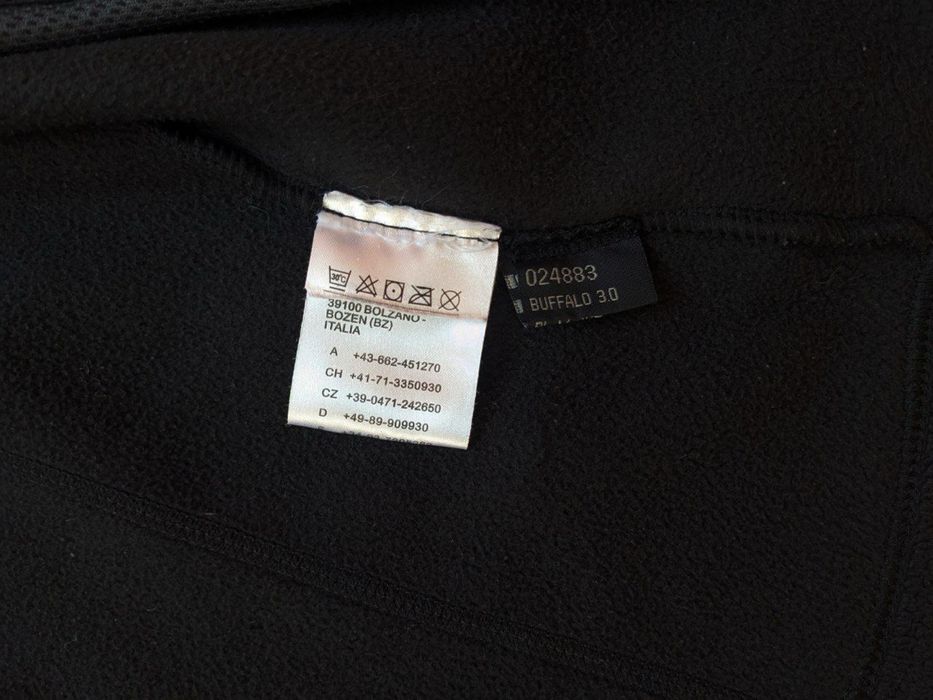 30°C
39100 BOLZANO -
BOZEN (BZ)
ITALIA
A +43-662-451270
CH +41-71-3350930
CZ +39-0471-242650
D +49-89-909930
024883
BUFFALO 3.0